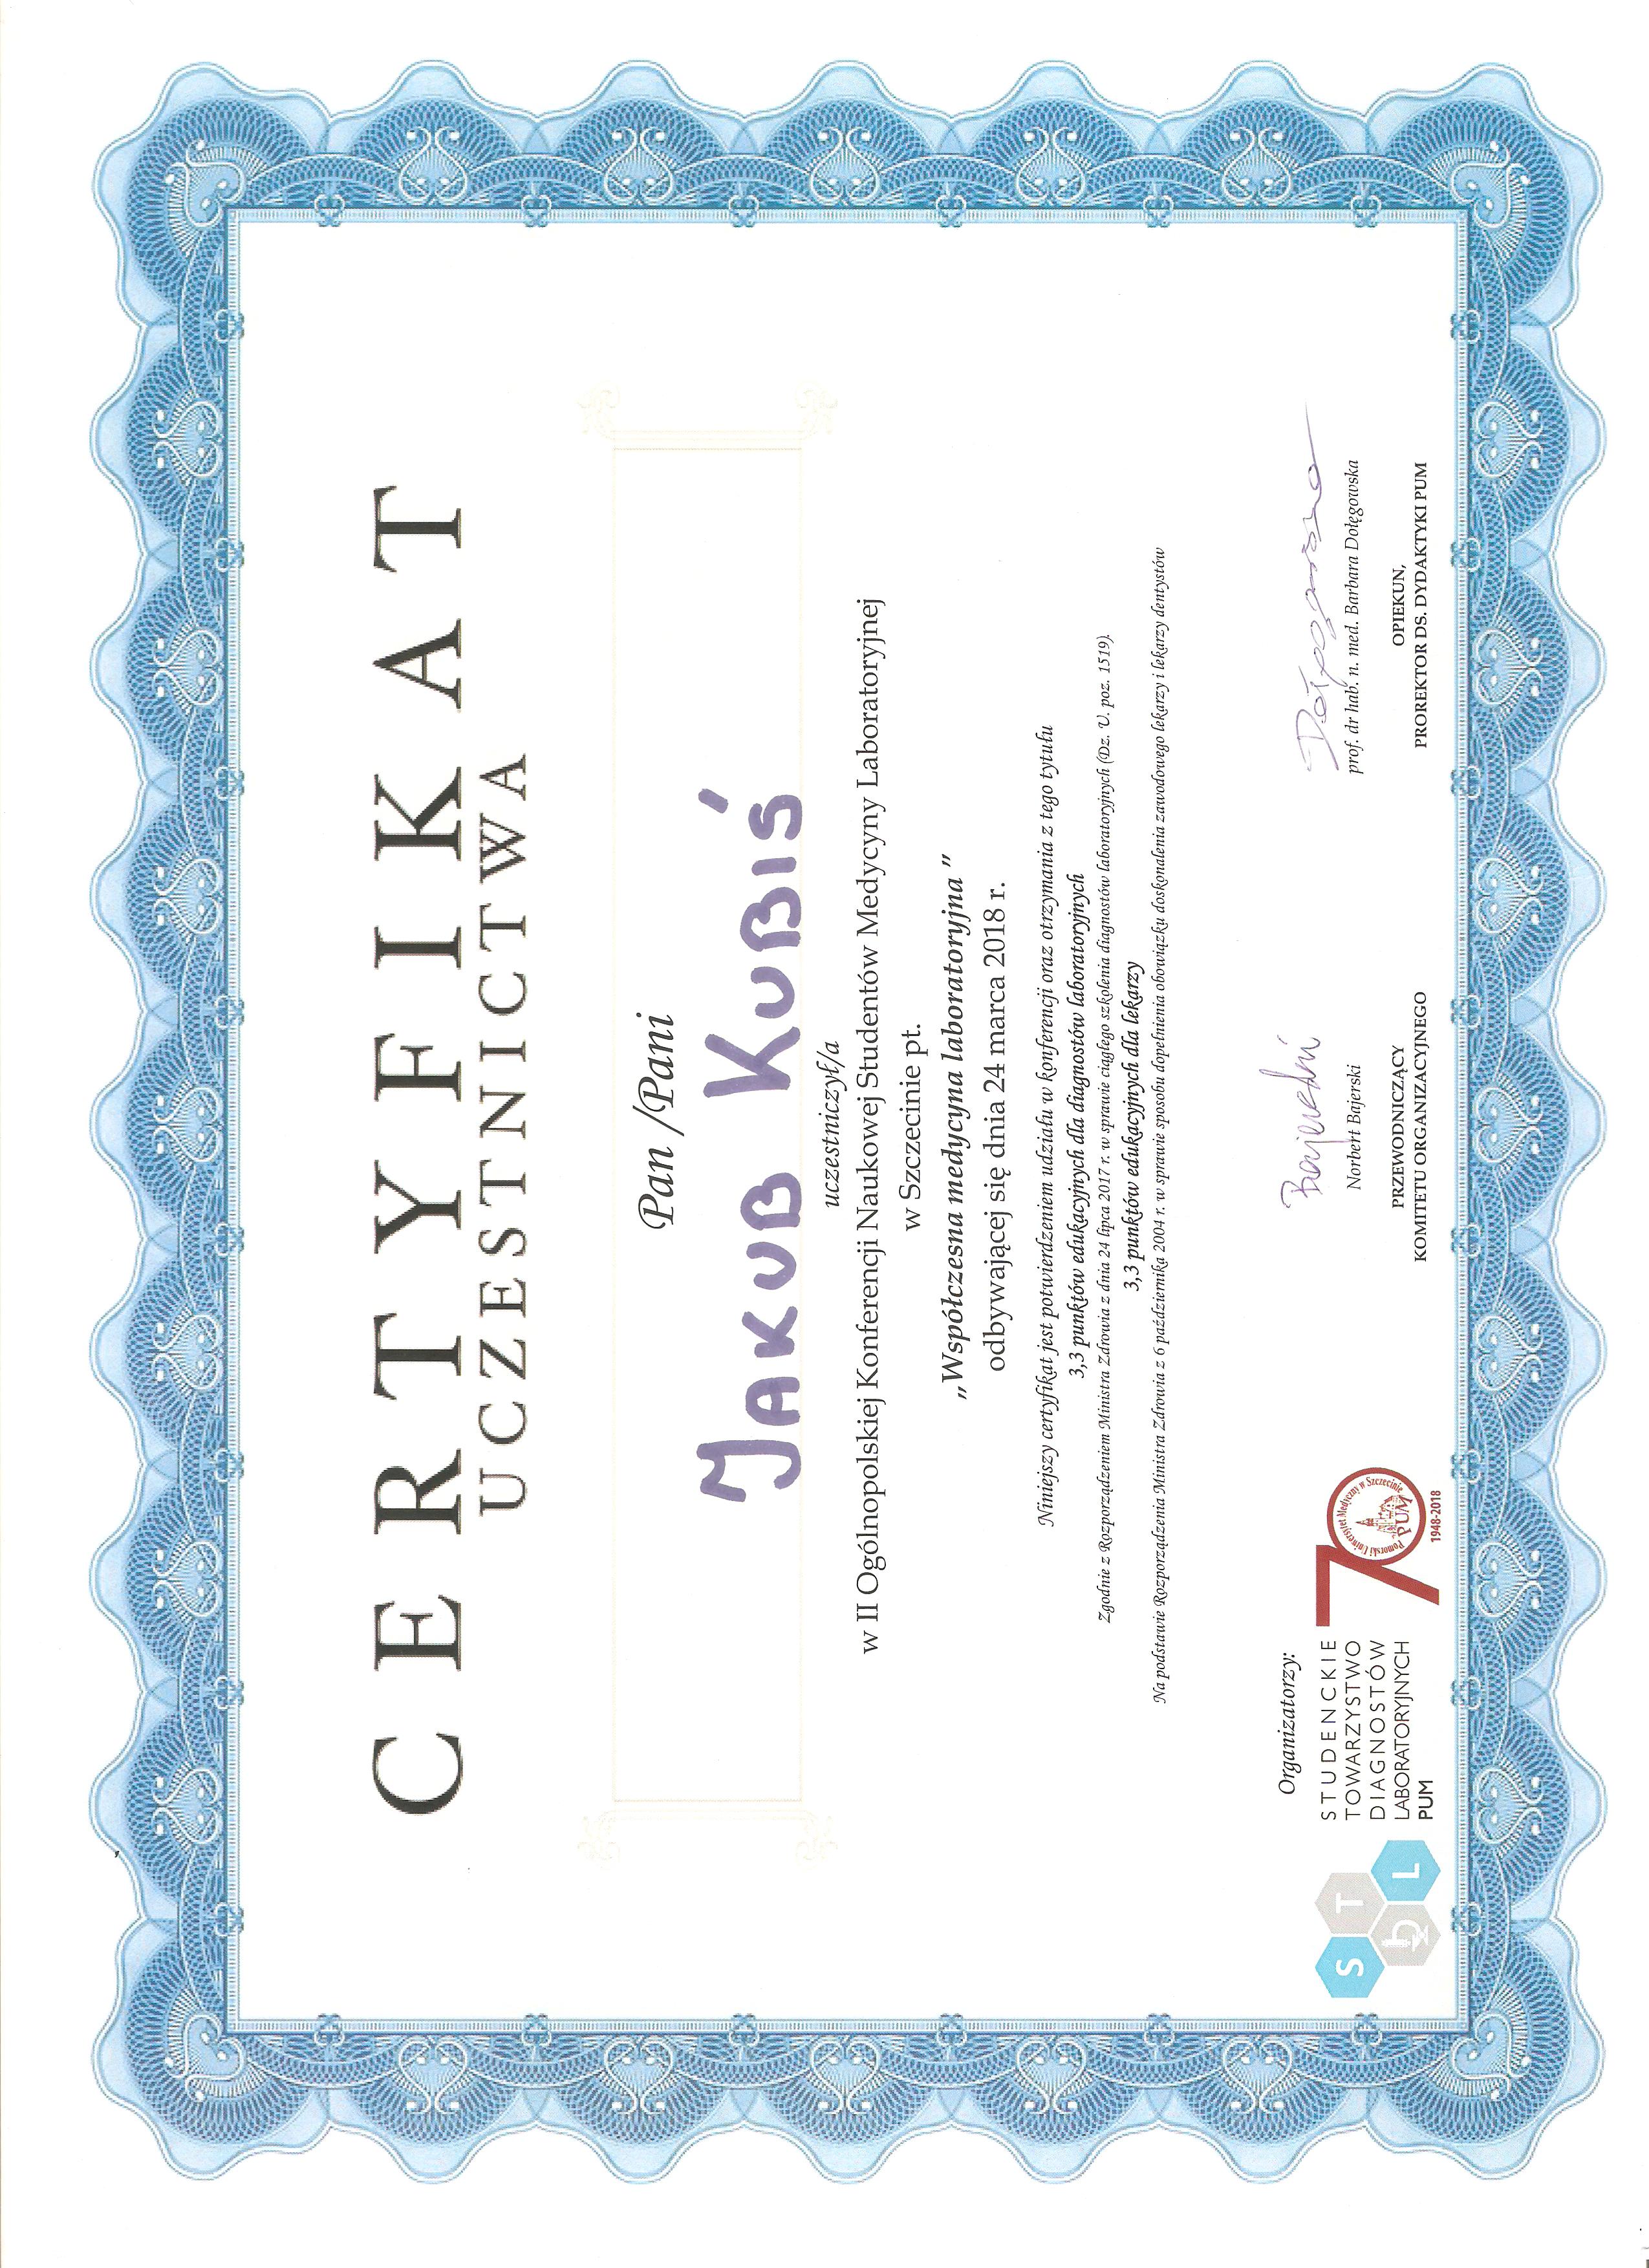 CERTYFIKAT
UCZESTNICTWA
Pan /Pani
JAKUB KUBIŚ
uczestniczył/a
w II Ogólnopolskiej Konferencji Naukowej Studentów Medycyny Laboratoryjnej
w Szczecinie pt.
„Współczesna medycyna laboratoryjna ”
odbywającej się dnia 24 marca 2018 r.
Niniejszy certyfikat jest potwierdzeniem udziału w konferencji oraz otrzymania z tego tytułu
3,3 punktów edukacyjnych dla diagnostów laboratoryjnych
Zgodnie z Rozporządzeniem Ministra Zdrowia z dnia 24 lipca 2017 r. w sprawie ciągłego szkolenia diagnostów laboratoryjnych (Dz. U. poz. 1519).
3,3 punktów edukacyjnych dla lekarzy
Na podstawie Rozporządzenia Ministra Zdrowia z 6 października 2004 r. w sprawie sposobu dopełnienia obowiązku doskonalenia zawodowego lekarzy i lekarzy dentystów
Organizatorzy:
S T
L
STUDENCKIE
TOWARZYSTWO
DIAGNOSTÓW
LABORATORYJNYCH
PUM
70
Pomorski Uniwersytet Medyczny w Szczecinie
PUM
1948-2018
Bajerski
Norbert Bajerski
PRZEWODNICZĄCY
KOMITETU ORGANIZACYJNEGO
Dołęgowska
prof. dr hab. n. med. Barbara Dołęgowska
OPIEKUN,
PROREKTOR DS. DYDAKTYKI PUM